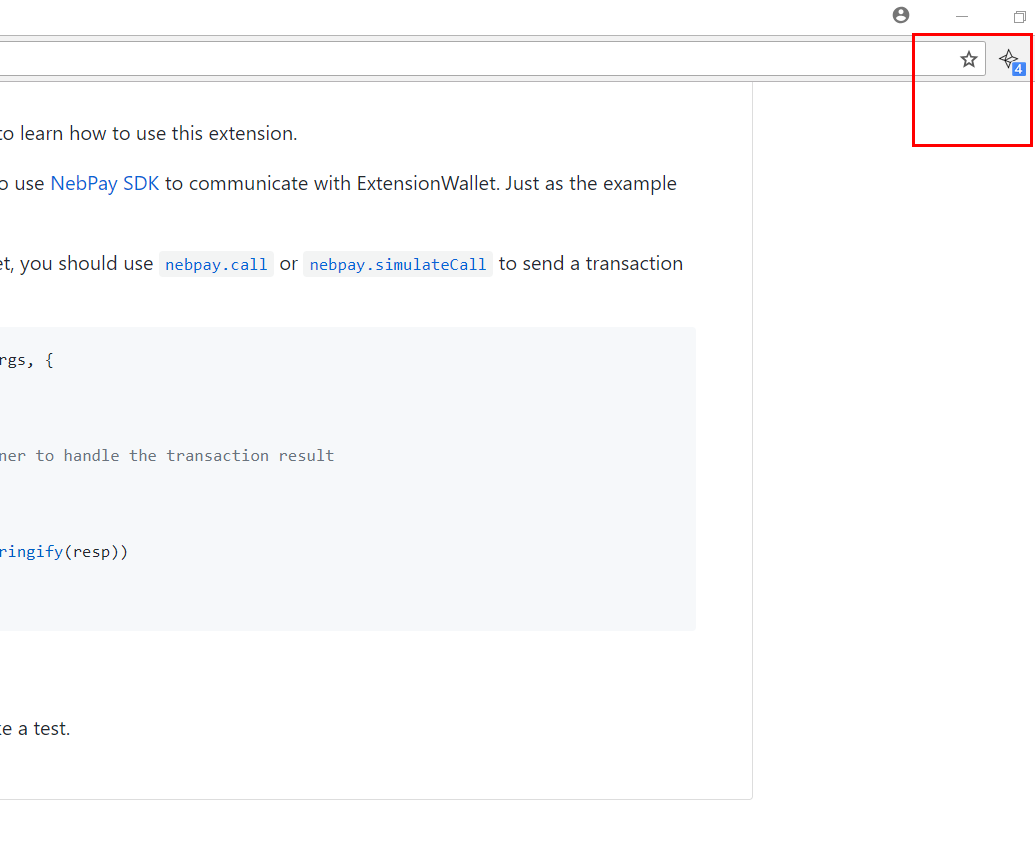 4
to learn how to use this extension.
o use NebPay SDK to communicate with ExtensionWallet. Just as the example
et, you should use nebpay.call or nebpay.simulateCall to send a transaction
rgs, {
ner to handle the transaction result
ringify(resp))
ke a test.